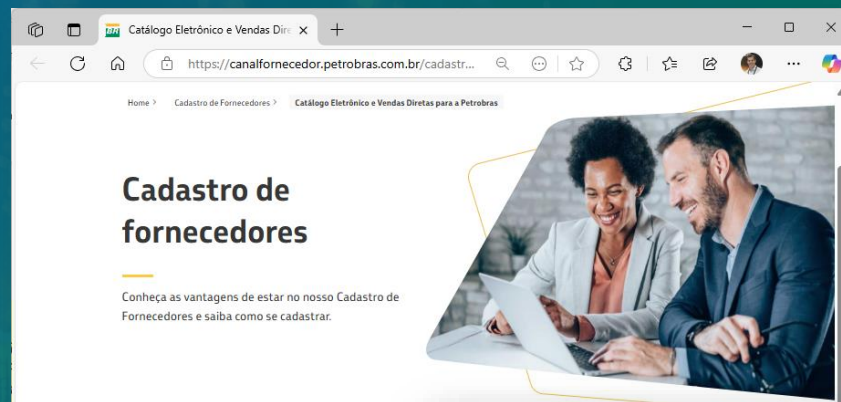 BR Catálogo Eletrônico e Vendas Dire
https://canalfornecedor.petrobras.com.br/cadastr...
Home > Cadastro de Fornecedores > Catálogo Eletrônico e Vendas Diretas para a Petrobras
Cadastro de
fornecedores
Conheça as vantagens de estar no nosso Cadastro de
Fornecedores e saiba como se cadastrar.